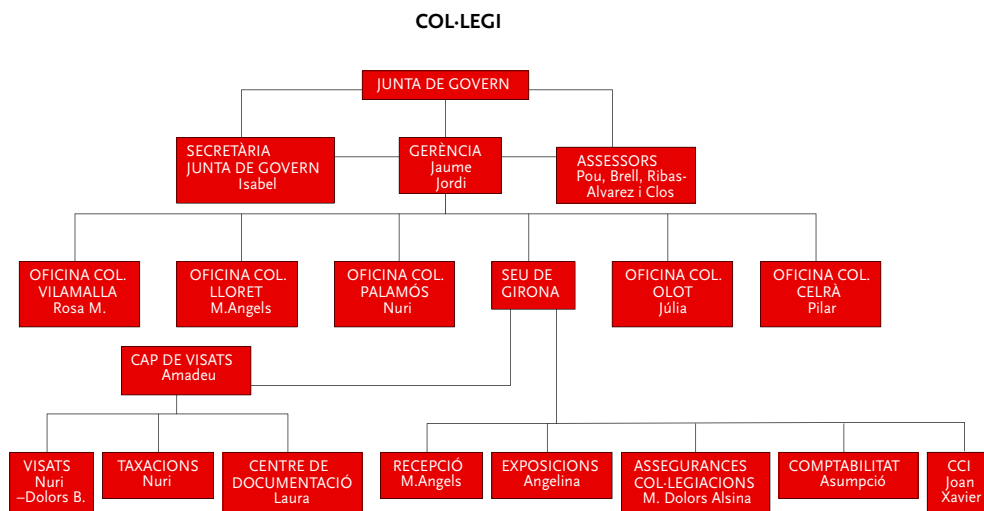 COL·LEGI
JUNTA DE GOVERN
SECRETÀRIA
JUNTA DE GOVERN
Isabel
GERÈNCIA
Jaume
Jordi
ASSESSORS
Pou, Brell, Ribas-
Alvarez i Clos
OFICINA COL.
VILAMALLA
Rosa M.
OFICINA COL.
LLORET
M.Angels
OFICINA COL.
PALAMÓS
Nuri
SEU DE
GIRONA
OFICINA COL.
OLOT
Júlia
OFICINA COL.
CELRÀ
Pilar
CAP DE VISATS
Amadeu
VISATS
Nuri
–Dolors B.
TAXACIONS
Nuri
CENTRE DE
DOCUMENTACIÓ
Laura
RECEPCIÓ
M.Angels
EXPOSICIONS
Angelina
ASSEGURANCES
COL·LEGIACIONS
M. Dolors Alsina
COMPTABILITAT
Asumpció
CCI
Joan
Xavier